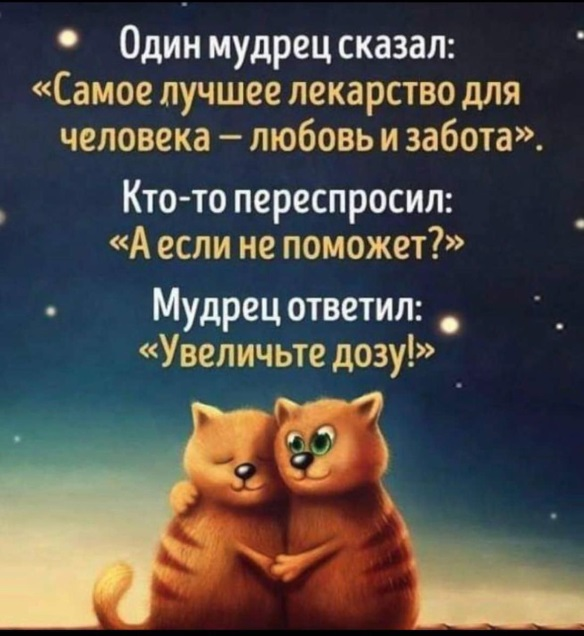 Один мудрец сказал:
«Самое лучшее лекарство для
человека – любовь и забота».
Кто-то переспросил:
«А если не поможет?»
Мудрец ответил:
«Увеличьте дозу!»